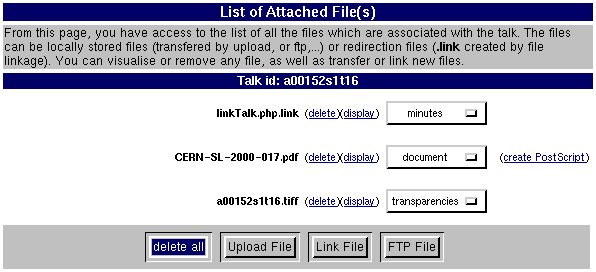 List of Attached File(s)
From this page, you have access to the list of all the files which are associated with the talk. The files
can be locally stored files (transfered by upload, or ftp,...) or redirection files (.link created by file
linkage). You can visualise or remove any file, as well as transfer or link new files.
Talk id: a00152s1t16
linkTalk.php.link (delete)(display) minutes
CERN-SL-2000-017.pdf (delete)(display) document (create PostScript)
a00152s1t16.tiff (delete)(display) transparencies
delete all Upload File Link File FTP File